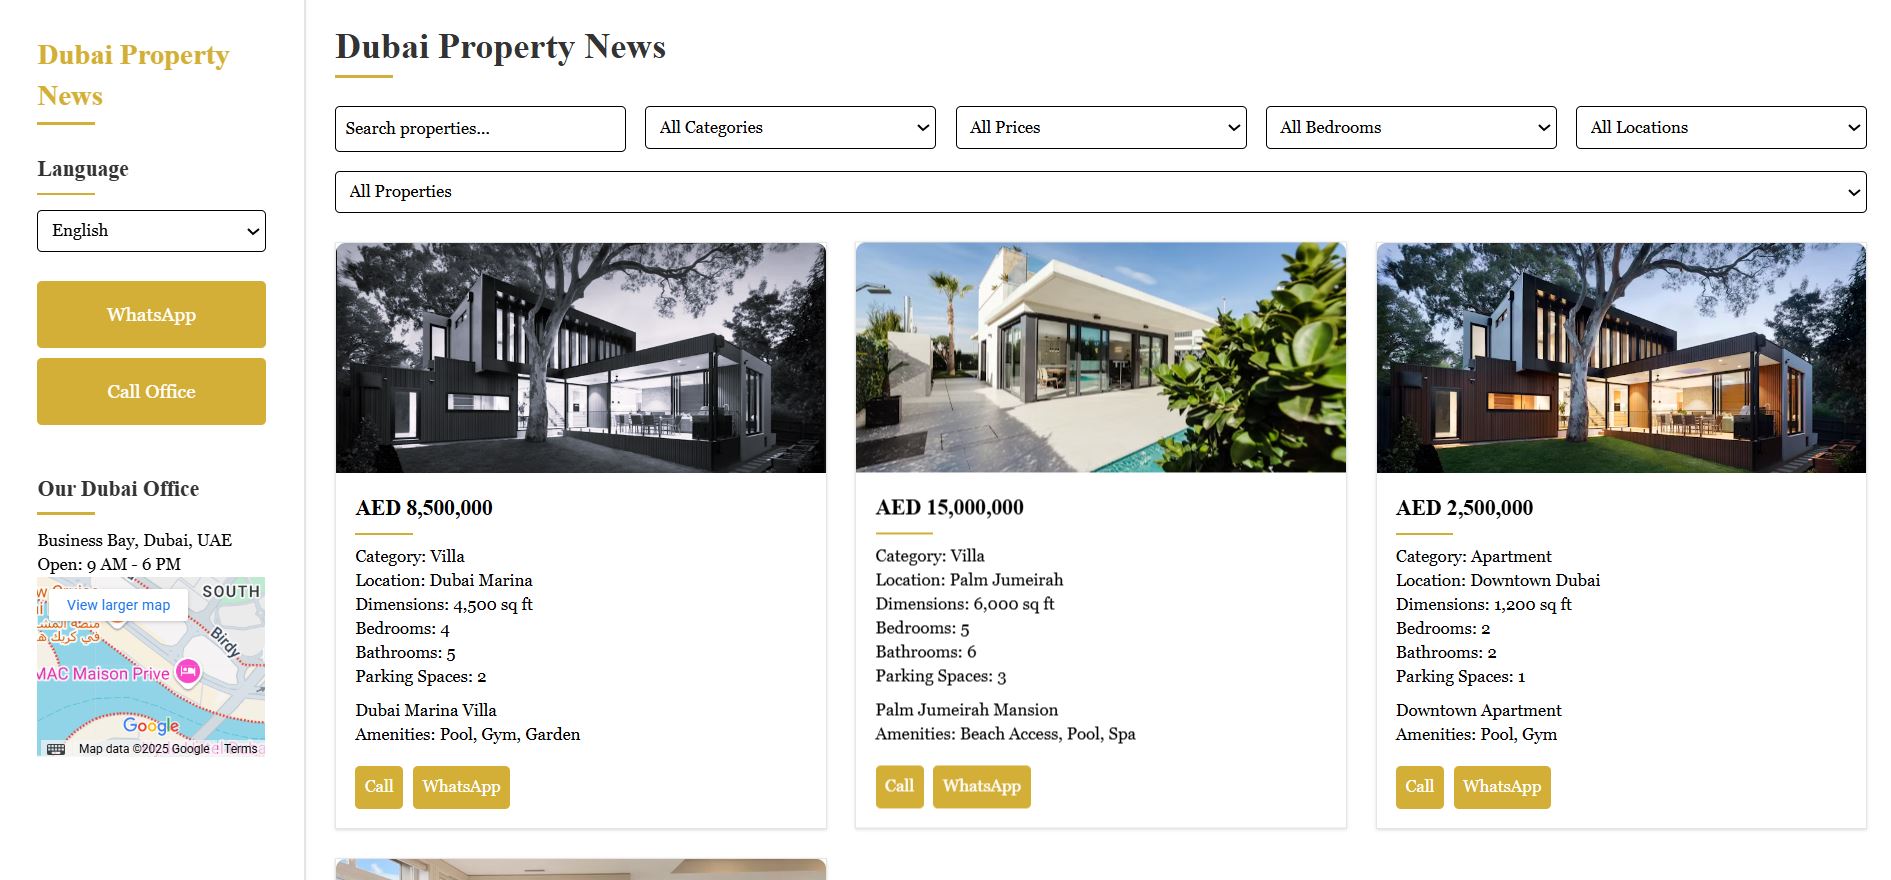 Dubai Property
News
Language
English
WhatsApp
Call Office
Our Dubai Office
Business Bay, Dubai, UAE
Open: 9 AM - 6 PM
SOUTH
View larger map
Birdy
MAC Maison Prive
Google
Map data ©2025 Google
Terms
Dubai Property News
Search properties...
All Categories
All Prices
All Bedrooms
All Locations
All Properties
AED 8,500,000
Category: Villa
Location: Dubai Marina
Dimensions: 4,500 sq ft
Bedrooms: 4
Bathrooms: 5
Parking Spaces: 2
Dubai Marina Villa
Amenities: Pool, Gym, Garden
Call
WhatsApp
AED 15,000,000
Category: Villa
Location: Palm Jumeirah
Dimensions: 6,000 sq ft
Bedrooms: 5
Bathrooms: 6
Parking Spaces: 3
Palm Jumeirah Mansion
Amenities: Beach Access, Pool, Spa
Call
WhatsApp
AED 2,500,000
Category: Apartment
Location: Downtown Dubai
Dimensions: 1,200 sq ft
Bedrooms: 2
Bathrooms: 2
Parking Spaces: 1
Downtown Apartment
Amenities: Pool, Gym
Call
WhatsApp